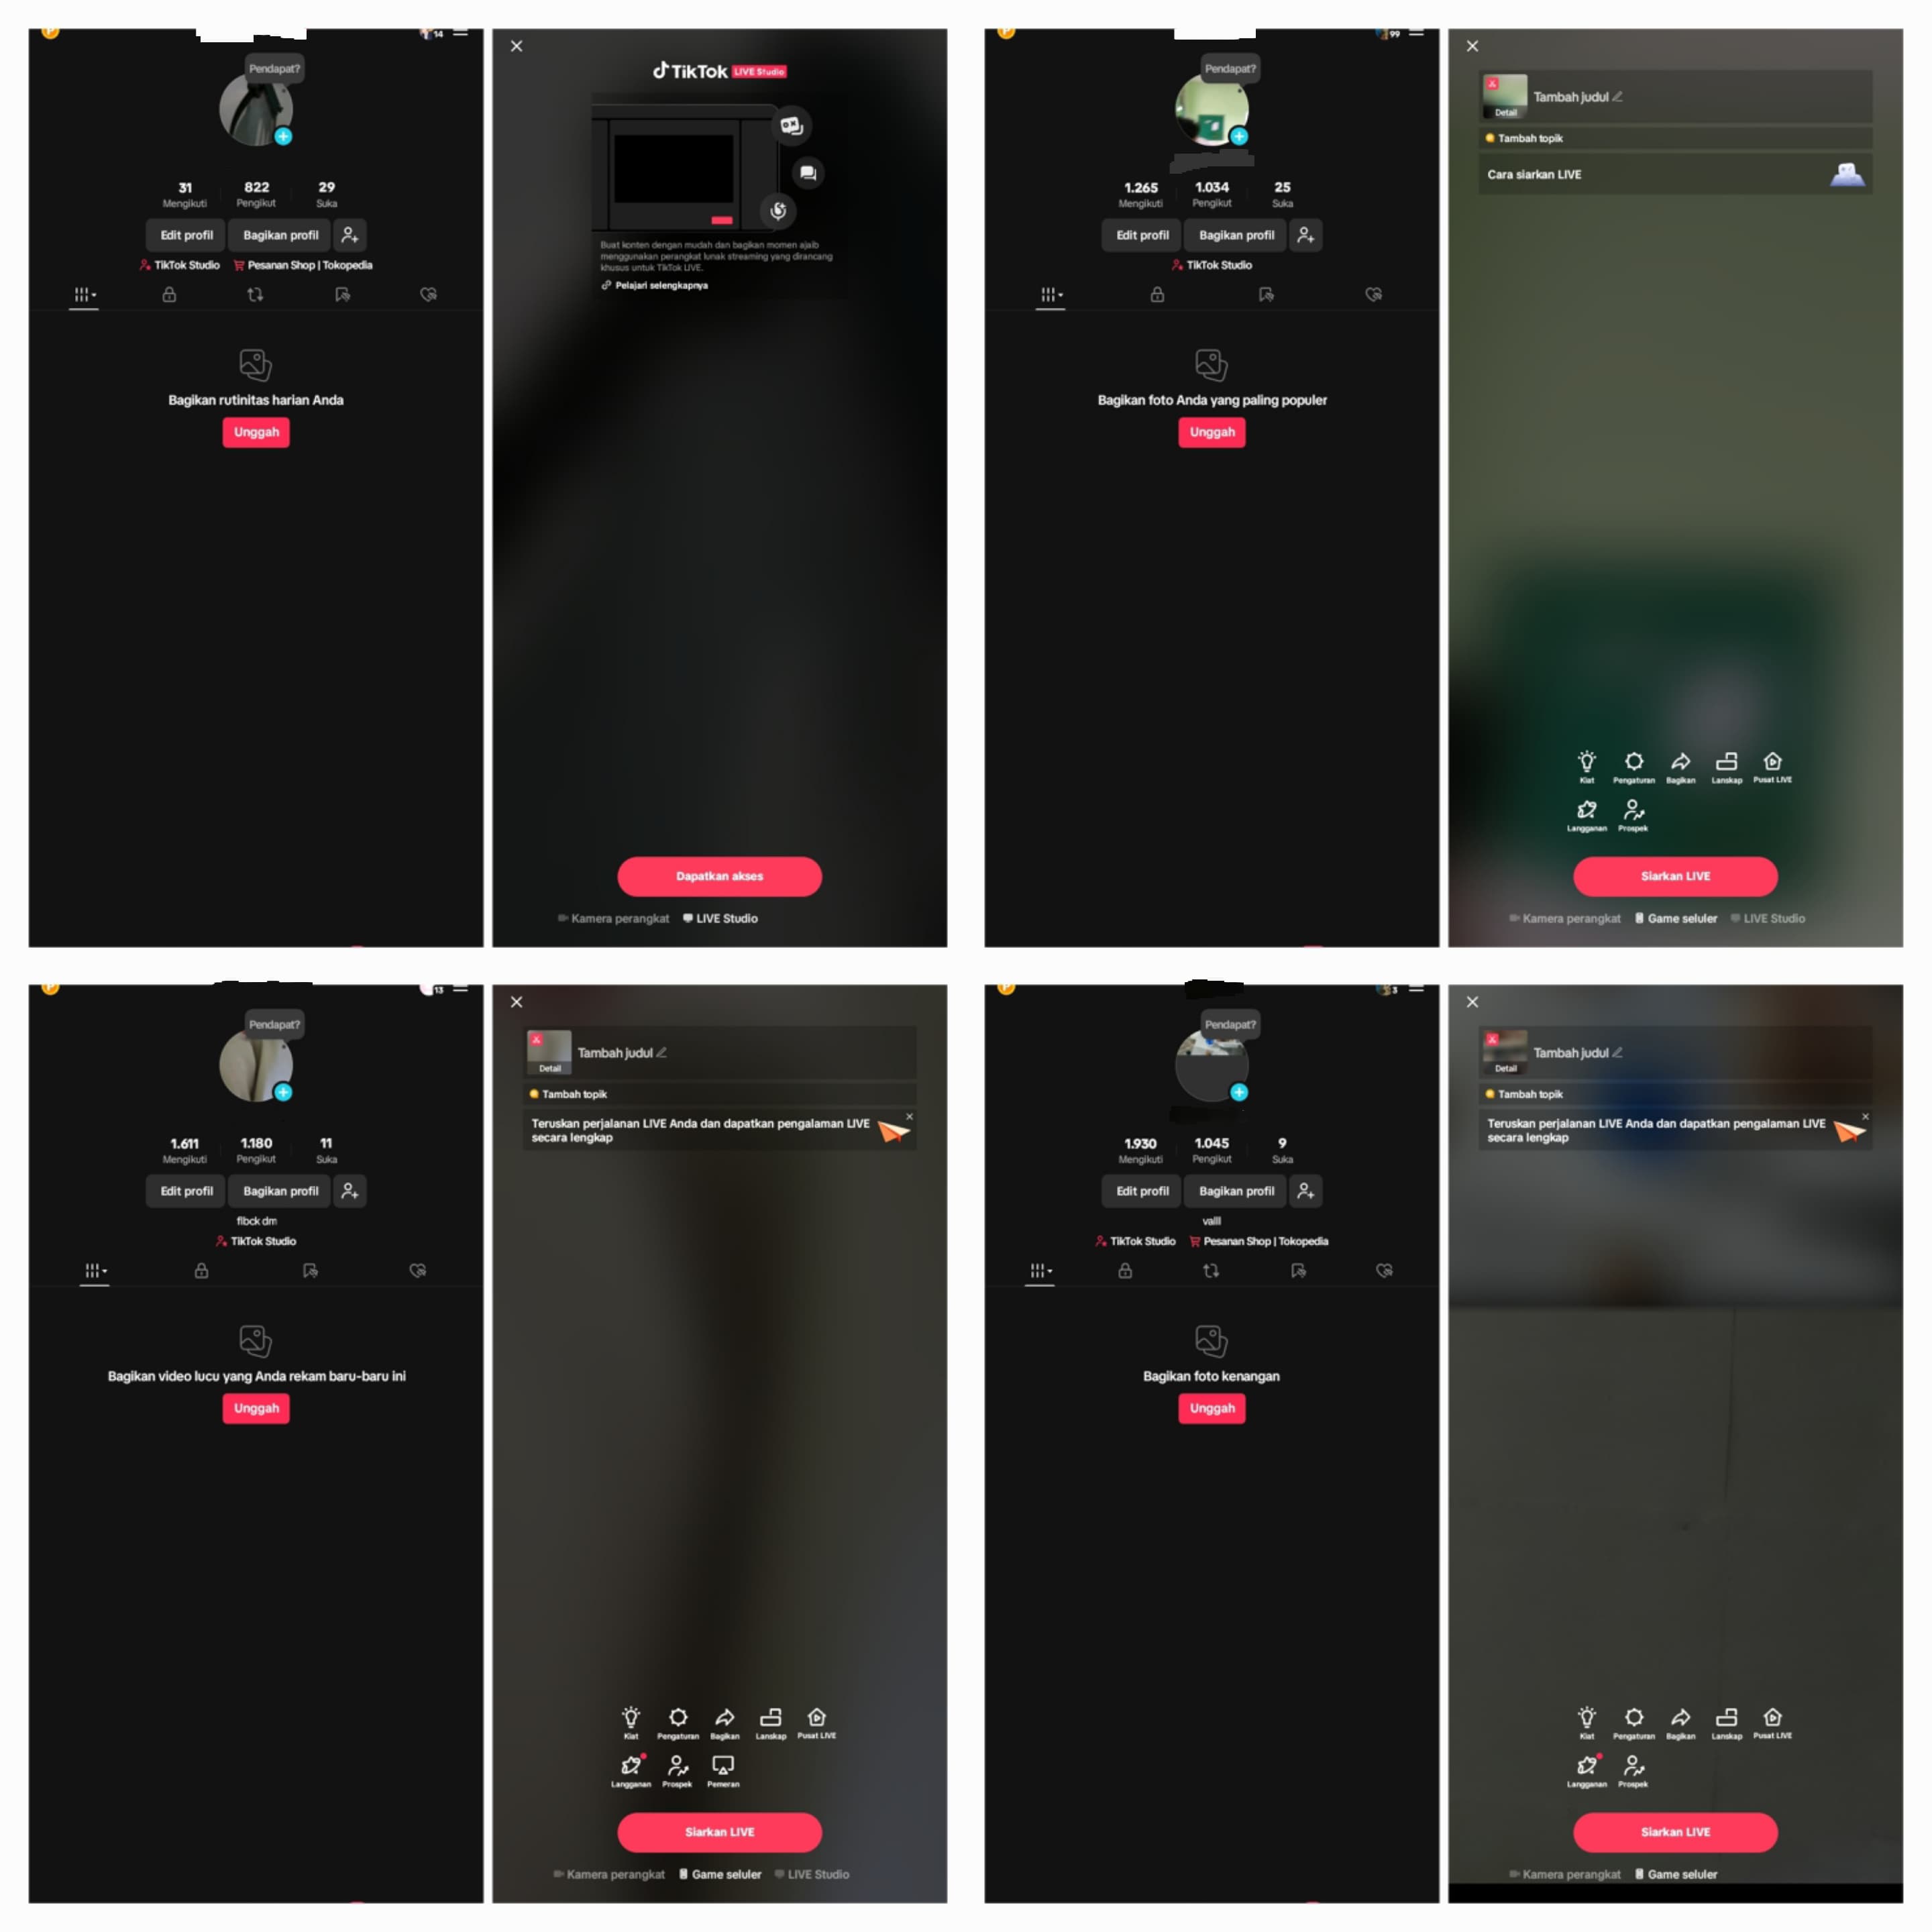 14
Pendapat?
31 822 29
Mengikuti Pengikut Suka
Edit profil Bagikan profil
TikTok Studio Pesanan Shop | Tokopedia
Bagikan rutinitas harian Anda
Unggah
TikTok LIVE Studio
Buat konten dengan mudah dan bagikan momen ajaib
menggunakan perangkat lunak streaming yang dirancang
khusus untuk TikTok LIVE.
Pelajari selengkapnya
Dapatkan akses
Kamera perangkat LIVE Studio
99
Pendapat?
1.265 1.034 25
Mengikuti Pengikut Suka
Edit profil Bagikan profil
TikTok Studio
Bagikan foto Anda yang paling populer
Unggah
Tambah judul
Detail
Tambah topik
Cara siarkan LIVE
Kiat Pengaturan Bagikan Lanskap Pusat LIVE
Langganan Prospek
Siarkan LIVE
Kamera perangkat Game seluler LIVE Studio
13
Pendapat?
1.611 1.180 11
Mengikuti Pengikut Suka
Edit profil Bagikan profil
flbck dm
TikTok Studio
Bagikan video lucu yang Anda rekam baru-baru ini
Unggah
Tambah judul
Detail
Tambah topik
Teruskan perjalanan LIVE Anda dan dapatkan pengalaman LIVE
secara lengkap
Kiat Pengaturan Bagikan Lanskap Pusat LIVE
Langganan Prospek Pemeran
Siarkan LIVE
Kamera perangkat Game seluler LIVE Studio
3
Pendapat?
1.930 1.045 9
Mengikuti Pengikut Suka
Edit profil Bagikan profil
valll
TikTok Studio Pesanan Shop | Tokopedia
Bagikan foto kenangan
Unggah
Tambah judul
Detail
Tambah topik
Teruskan perjalanan LIVE Anda dan dapatkan pengalaman LIVE
secara lengkap
Kiat Pengaturan Bagikan Lanskap Pusat LIVE
Langganan Prospek
Siarkan LIVE
Kamera perangkat Game seluler